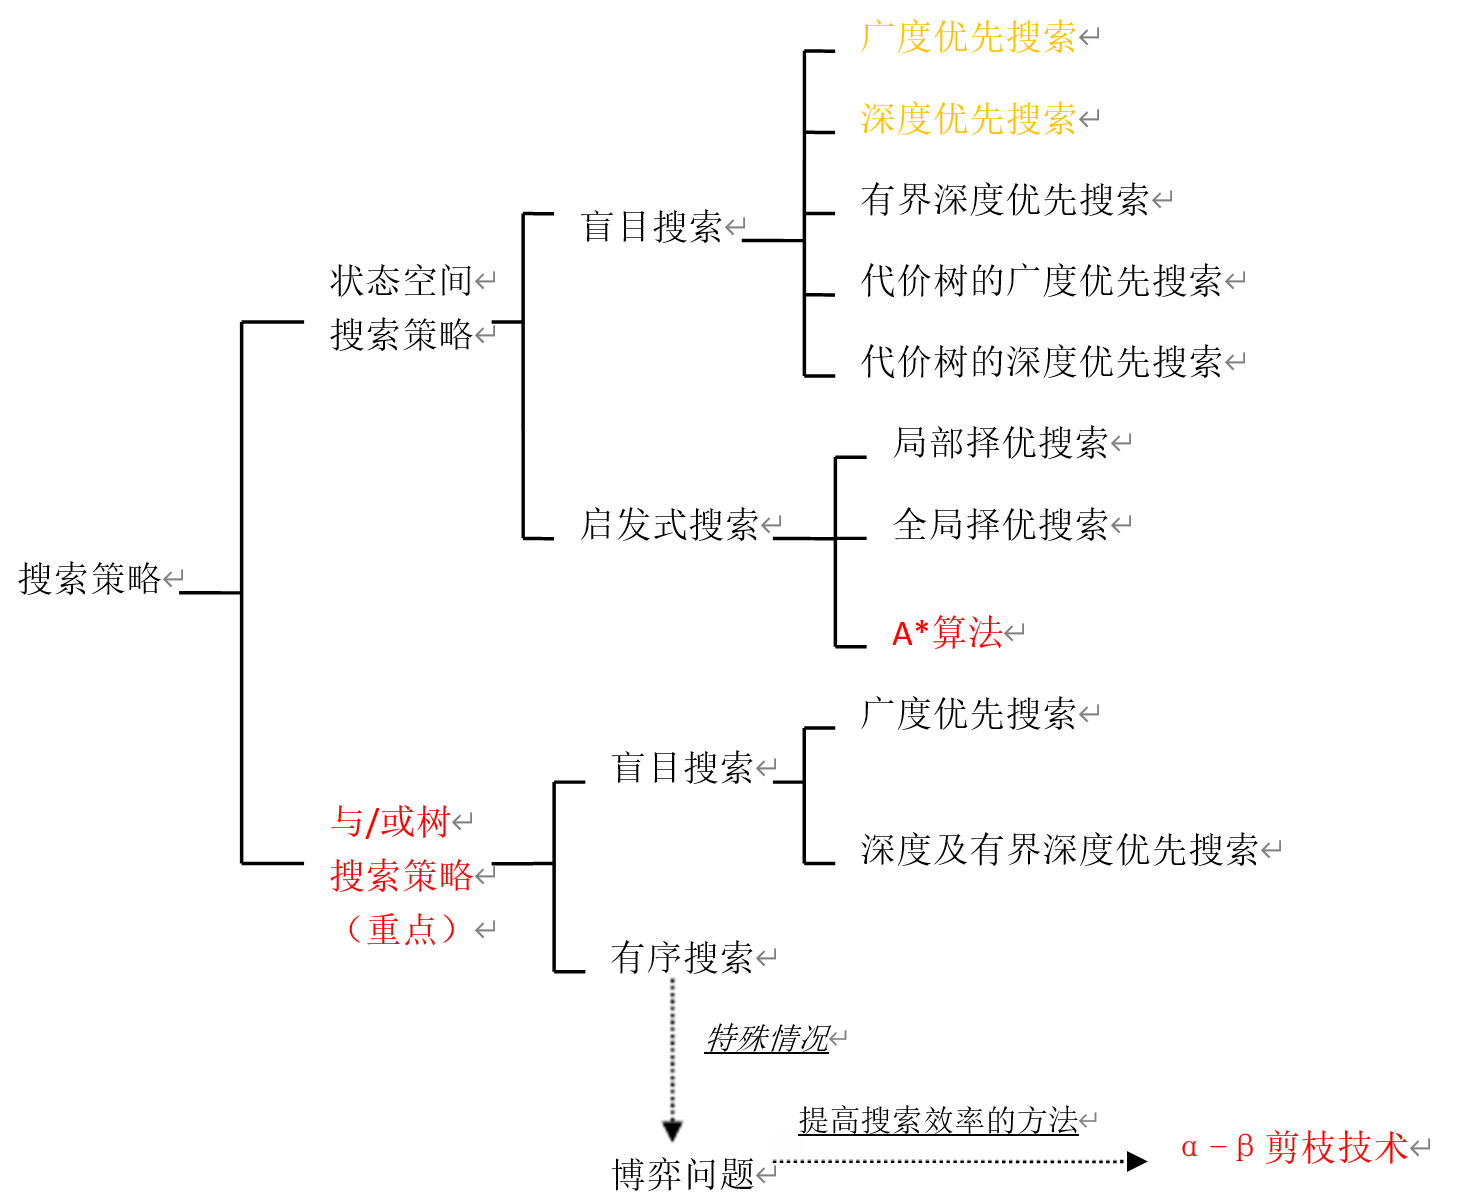 广度优先搜索
深度优先搜索
有界深度优先搜索
盲目搜索
状态空间
搜索策略
代价树的广度优先搜索
代价树的深度优先搜索
局部择优搜索
启发式搜索
全局择优搜索
搜索策略
A*算法
广度优先搜索
盲目搜索
与/或树
搜索策略
（重点）
深度及有界深度优先搜索
有序搜索
特殊情况
提高搜索效率的方法
博弈问题
α－β剪枝技术